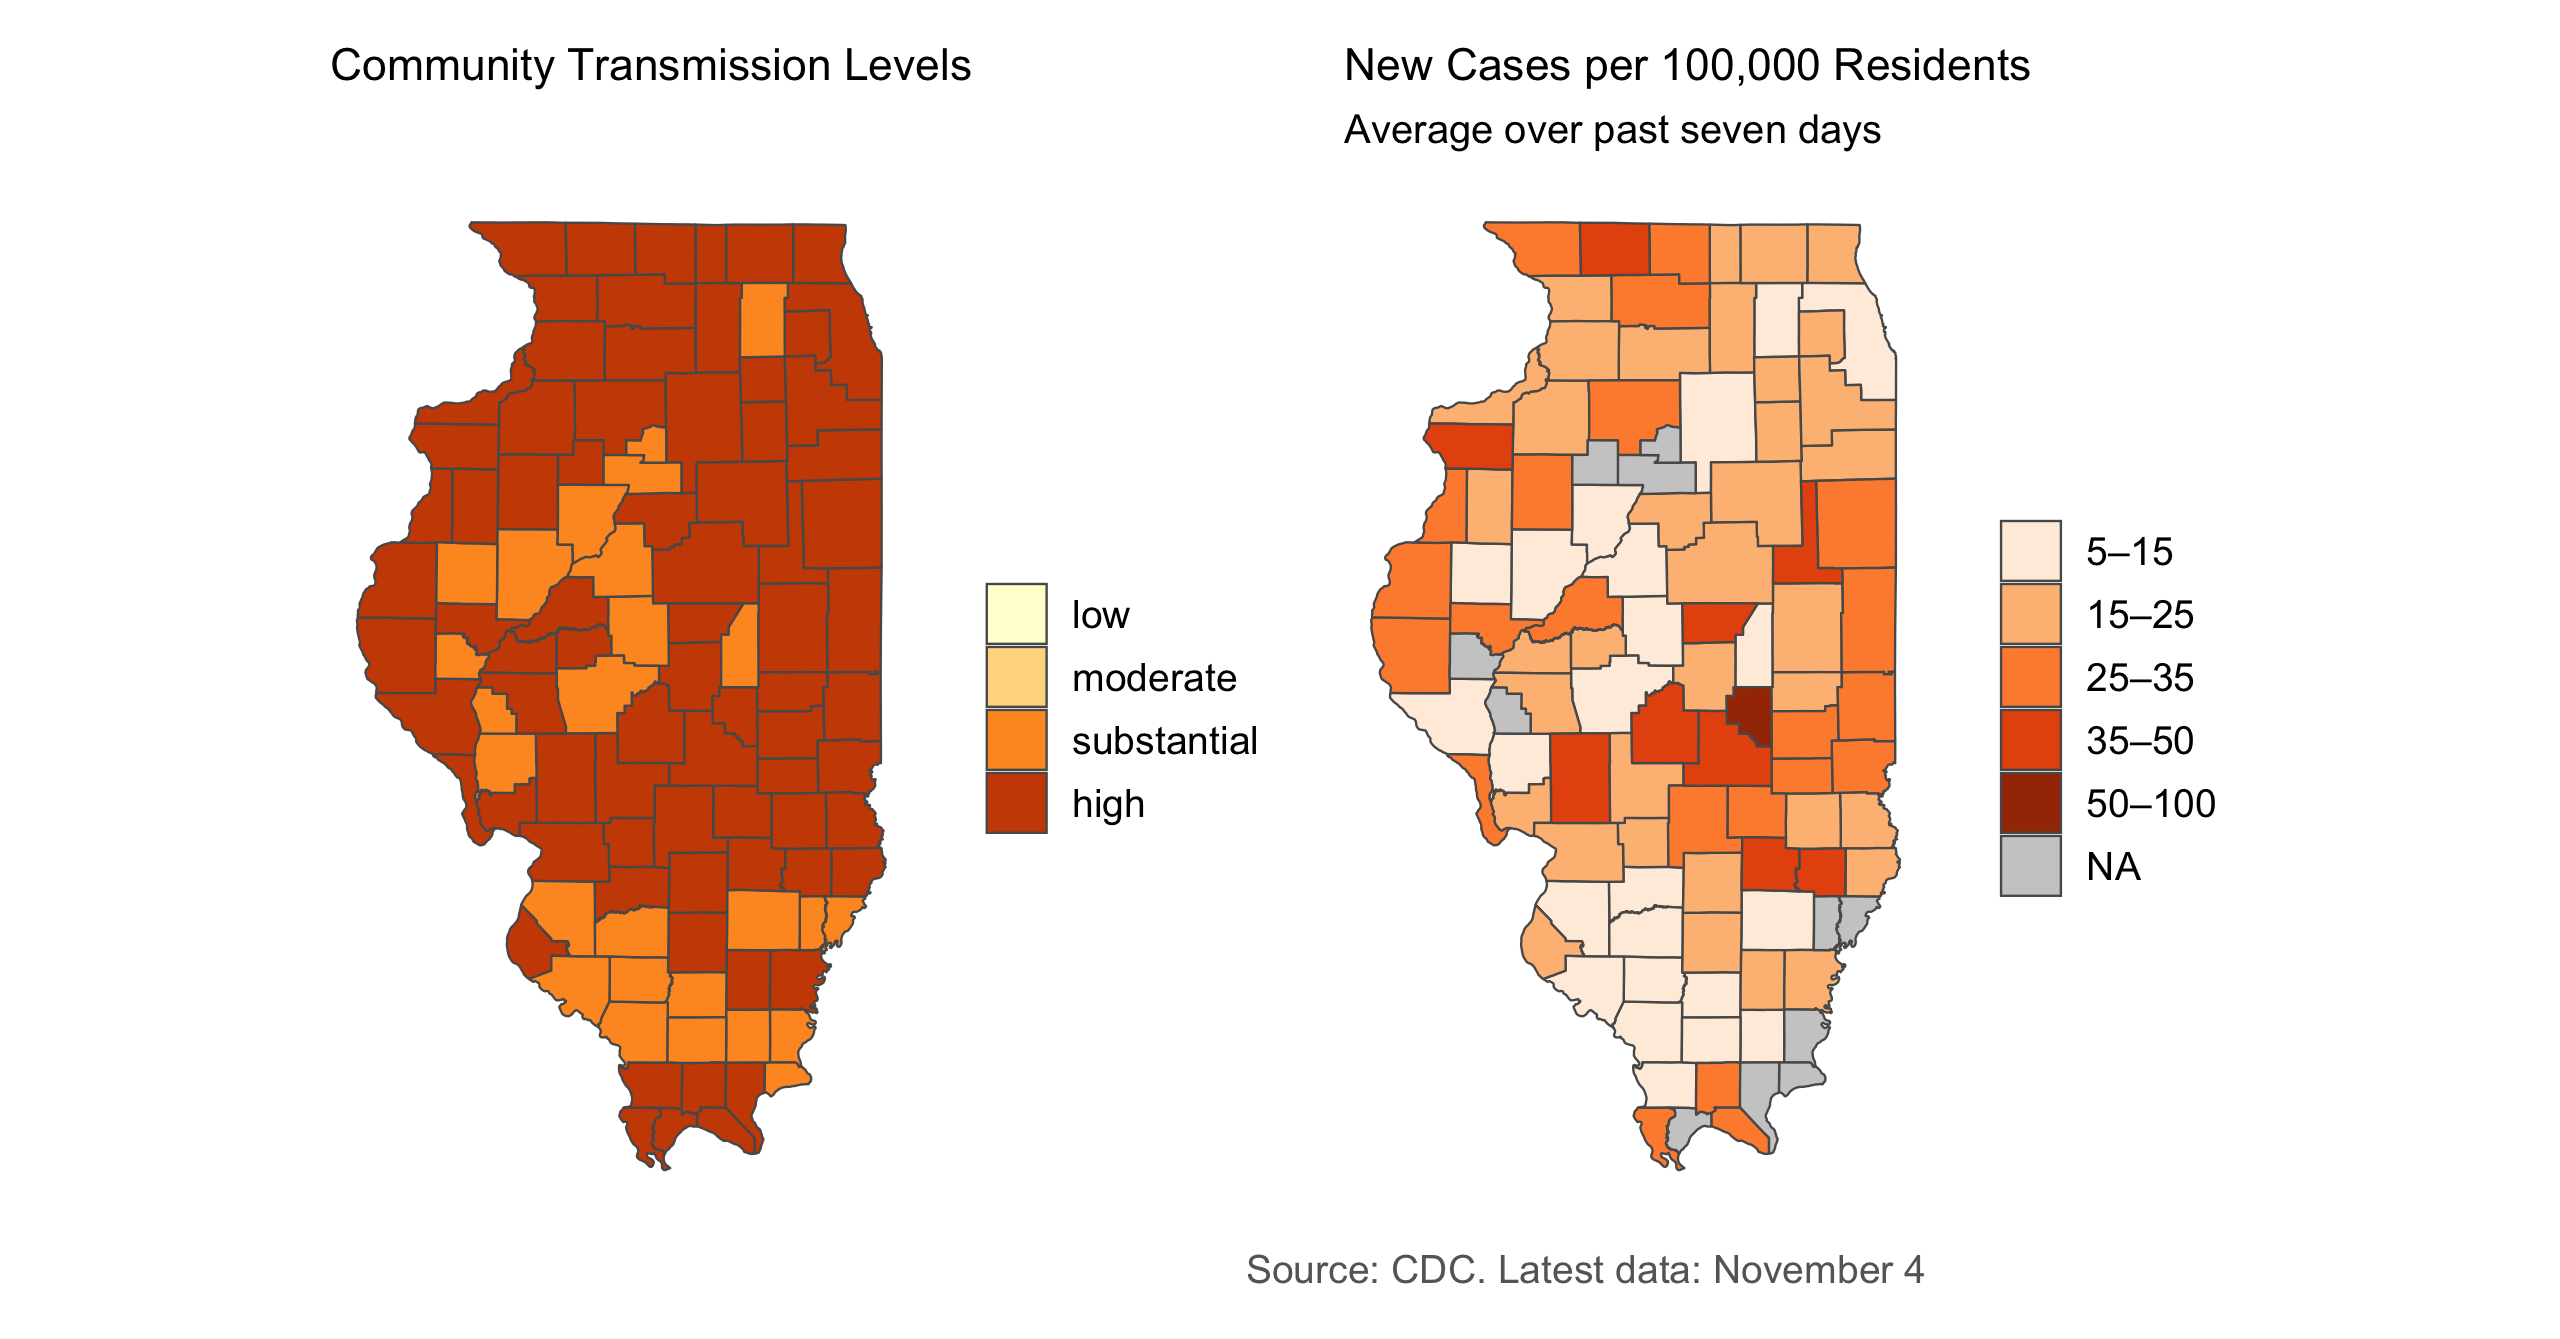 Community Transmission Levels
New Cases per 100,000 Residents
Average over past seven days
low
moderate
substantial
high
5–15
15–25
25–35
35–50
50–100
NA
Source: CDC. Latest data: November 4